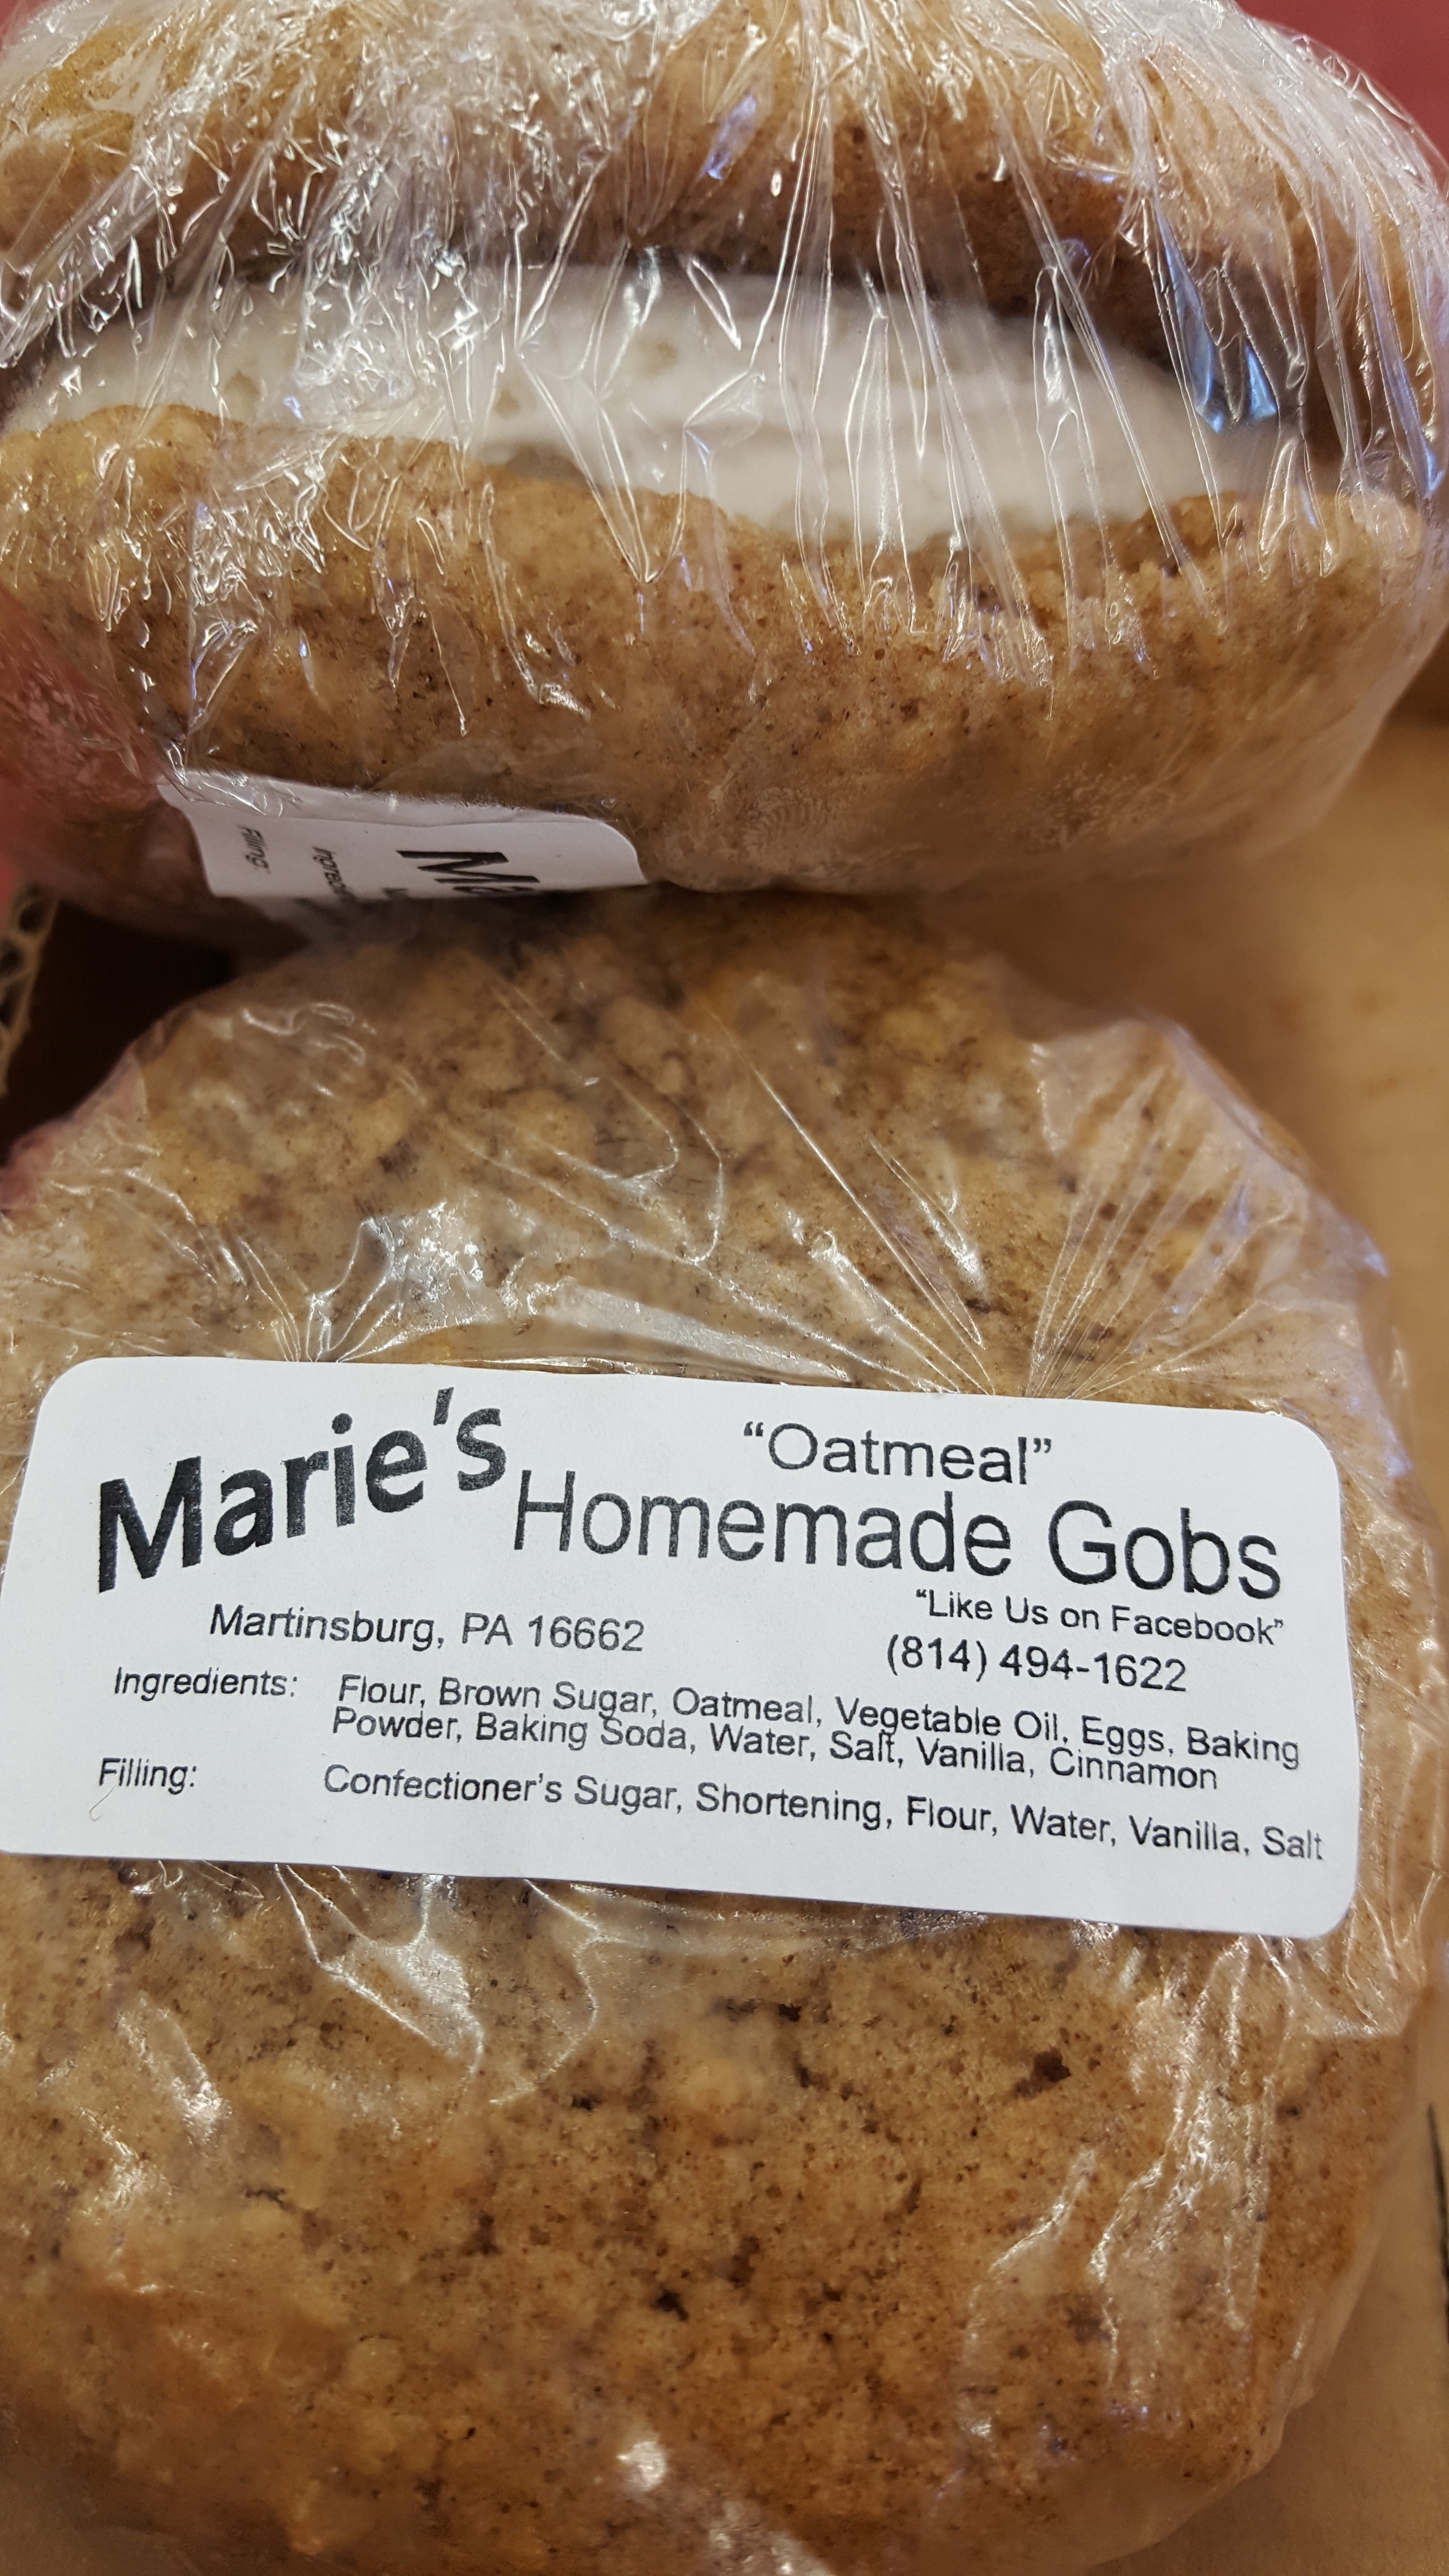 Filling:
Marie's
"Oatmeal"
Homemade Gobs
"Like Us on Facebook"
Martinsburg, PA 16662
(814) 494-1622
Ingredients: Flour, Brown Sugar, Oatmeal, Vegetable Oil, Eggs, Baking
Powder, Baking Soda, Water, Salt, Vanilla, Cinnamon
Filling: Confectioner's Sugar, Shortening, Flour, Water, Vanilla, Salt